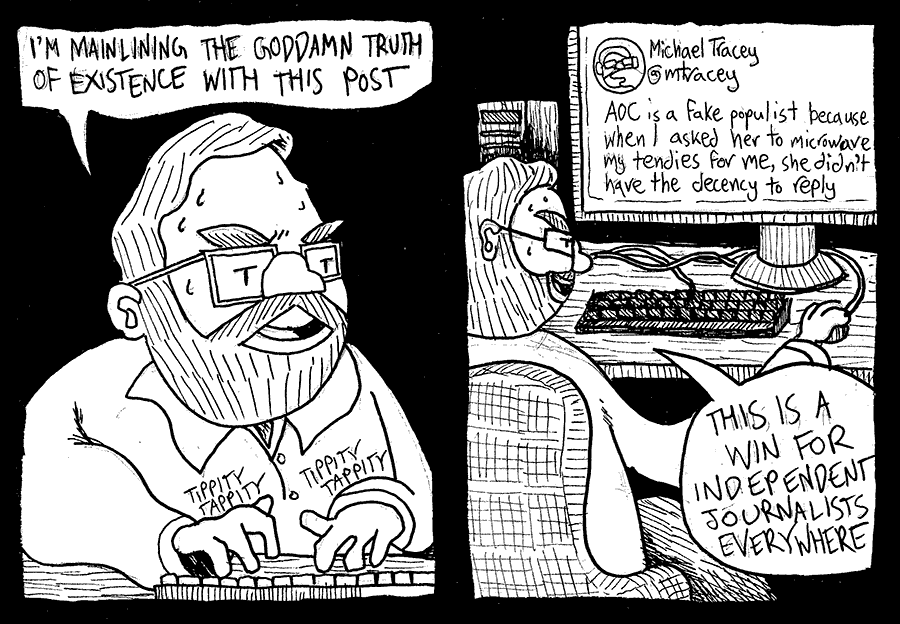 I'M MAINLINING THE GODDAMN TRUTH
OF EXISTENCE WITH THIS POST
T T
TIPPITY
TAPPITY
TIPPITY
TAPPITY
Michael Tracey
@mtracey
AOC is a fake populist because
when I asked her to microwave
my tendies for me, she didn't
have the decency to reply
T
THIS IS A
WIN FOR
INDEPENDENT
JOURNALISTS
EVERYWHERE